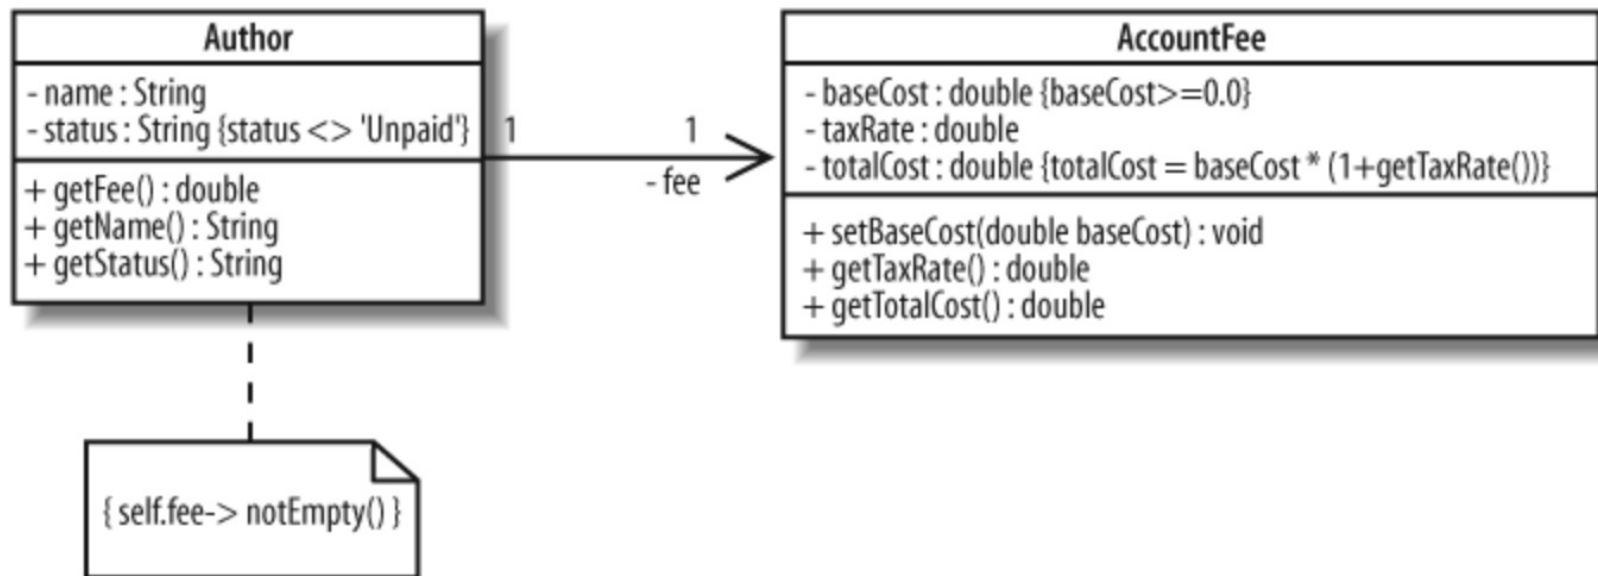 Author
- name : String
- status : String {status <> 'Unpaid'}
+ getFee() : double
+ getName() : String
+ getStatus() : String
1
1
- fee
AccountFee
- baseCost : double {baseCost>=0.0}
- taxRate : double
- totalCost : double {totalCost = baseCost * (1+getTaxRate())}
+ setBaseCost(double baseCost) : void
+ getTaxRate() : double
+ getTotalCost() : double
{ self.fee-> notEmpty() }